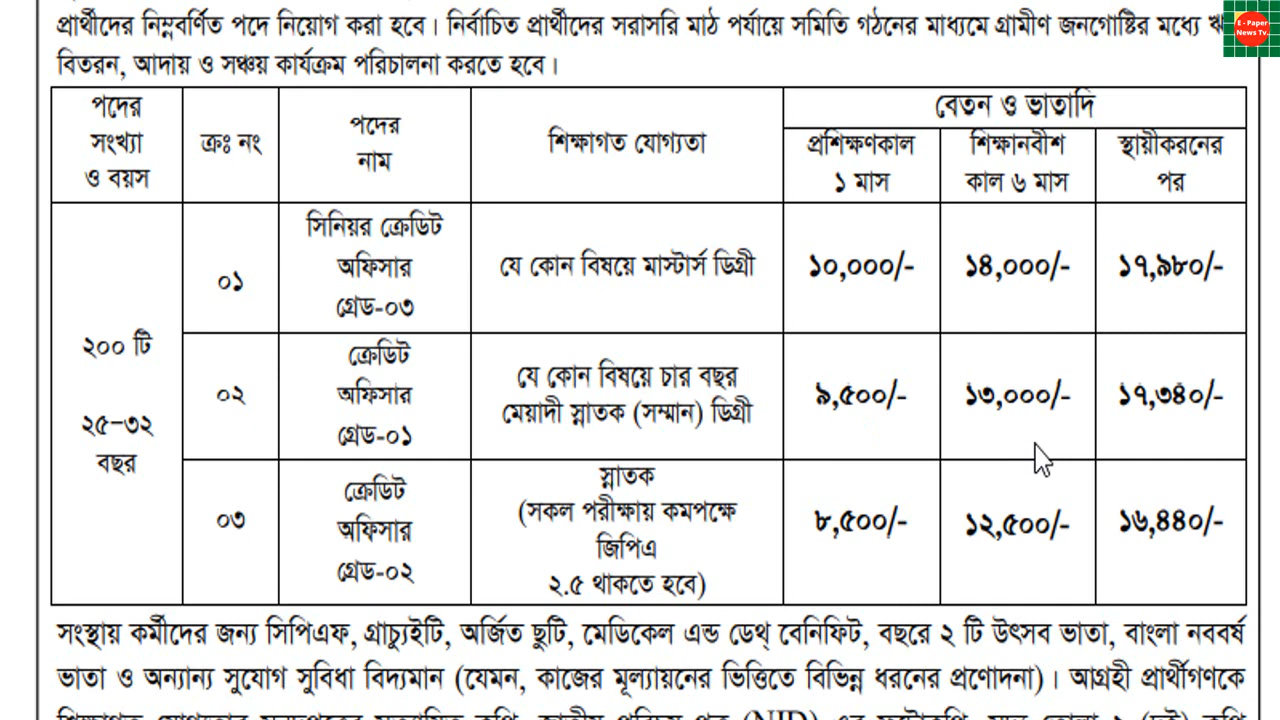 প্রার্থীদের নিম্নবর্ণিত পদে নিয়োগ করা হবে। নির্বাচিত প্রার্থীদের সরাসরি মাঠ পর্যায়ে সমিতি গঠনের মাধ্যমে গ্রামীণ জনগোষ্টির মধ্যে
E - Paper
News Tv.
বিতরন, আদায় ও সঞ্চয় কার্যক্রম পরিচালনা করতে হবে।
পদের
সংখ্যা
ও বয়স
ক্রঃ নং
পদের
নাম
শিক্ষাগত যোগ্যতা
বেতন ও ভাতাদি
প্রশিক্ষণকাল
১ মাস
শিক্ষানবীশ
কাল ৬ মাস
স্থায়ীকরনের
পর
২০০ টি
২৫-৩২
বছর
০১
সিনিয়র ক্রেডিট
অফিসার
গ্রেড-০৩
যে কোন বিষয়ে মাস্টার্স ডিগ্রী
১০,০০০/-
১৪,০০০/-
১৭,৯৮০/-
০২
ক্রেডিট
অফিসার
গ্রেড-০১
যে কোন বিষয়ে চার বছর
মেয়াদী স্নাতক (সম্মান) ডিগ্রী
৯,৫০০/-
১৩,০০০/-
১৭,৩৪০/-
০৩
ক্রেডিট
অফিসার
গ্রেড-০২
স্নাতক
(সকল পরীক্ষায় কমপক্ষে
জিপিএ
২.৫ থাকতে হবে)
৮,৫০০/-
১২,৫০০/-
১৬,৪৪০/-
সংস্থায় কর্মীদের জন্য সিপিএফ, গ্রাচ্যুইটি, অর্জিত ছুটি, মেডিকেল এন্ড ডেথ্ বেনিফিট, বছরে ২ টি উৎসব ভাতা, বাংলা নববর্ষ
ভাতা ও অন্যান্য সুযোগ সুবিধা বিদ্যমান (যেমন, কাজের মূল্যায়নের ভিত্তিতে বিভিন্ন ধরনের প্রণোদনা)। আগ্রহী প্রার্থীগণকে